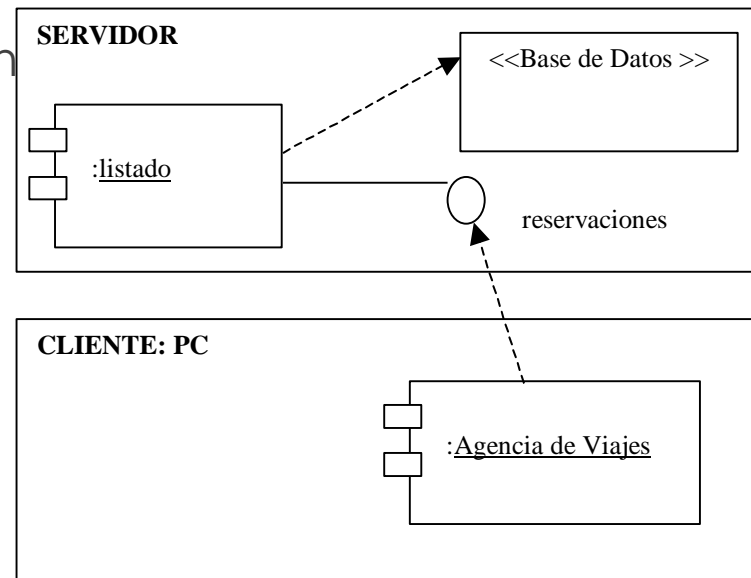 SERVIDOR
n
<<Base de Datos >>
:listado
reservaciones
CLIENTE: PC
:Agencia de Viajes